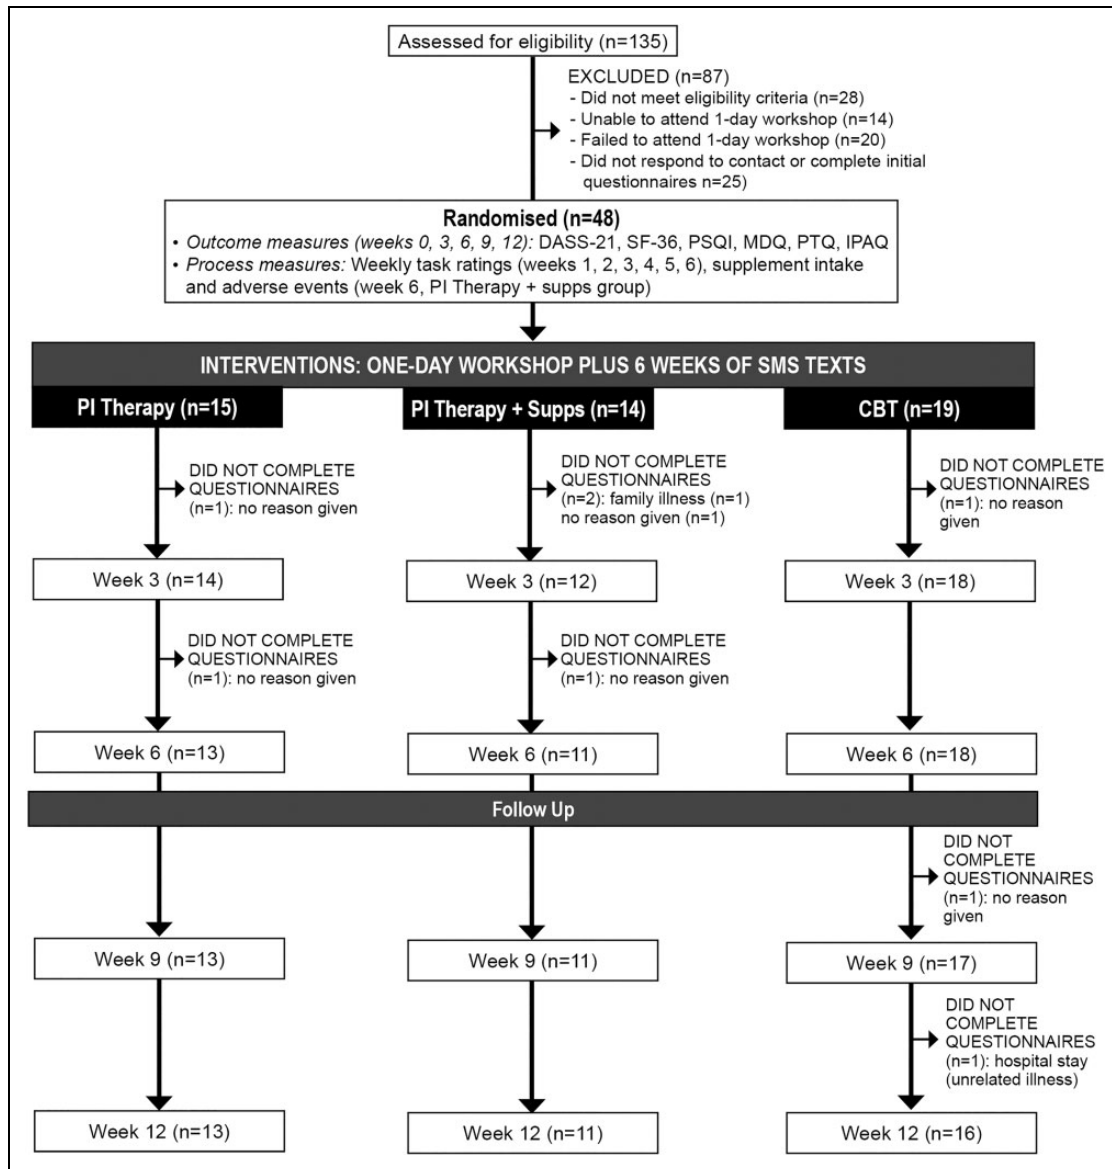 Assessed for eligibility (n=135)
EXCLUDED (n=87)
- Did not meet eligibility criteria (n=28)
- Unable to attend 1-day workshop (n=14)
- Failed to attend 1-day workshop (n=20)
- Did not respond to contact or complete initial
questionnaires n=25)
Randomised (n=48)
• Outcome measures (weeks 0, 3, 6, 9, 12): DASS-21, SF-36, PSQI, MDQ, PTQ, IPAQ
• Process measures: Weekly task ratings (weeks 1, 2, 3, 4, 5, 6), supplement intake
and adverse events (week 6, PI Therapy + supps group)
INTERVENTIONS: ONE-DAY WORKSHOP PLUS 6 WEEKS OF SMS TEXTS
PI Therapy (n=15)
PI Therapy + Supps (n=14)
CBT (n=19)
DID NOT COMPLETE
QUESTIONNAIRES
(n=1): no reason given
DID NOT COMPLETE
QUESTIONNAIRES
(n=2): family illness (n=1)
no reason given (n=1)
DID NOT COMPLETE
QUESTIONNAIRES
(n=1): no reason
given
Week 3 (n=14)
Week 3 (n=12)
Week 3 (n=18)
DID NOT COMPLETE
QUESTIONNAIRES
(n=1): no reason given
DID NOT COMPLETE
QUESTIONNAIRES
(n=1): no reason given
Week 6 (n=13)
Week 6 (n=11)
Week 6 (n=18)
Follow Up
DID NOT
COMPLETE
QUESTIONNAIRES
(n=1): no reason
given
Week 9 (n=13)
Week 9 (n=11)
Week 9 (n=17)
DID NOT
COMPLETE
QUESTIONNAIRES
(n=1): hospital stay
(unrelated illness)
Week 12 (n=13)
Week 12 (n=11)
Week 12 (n=16)